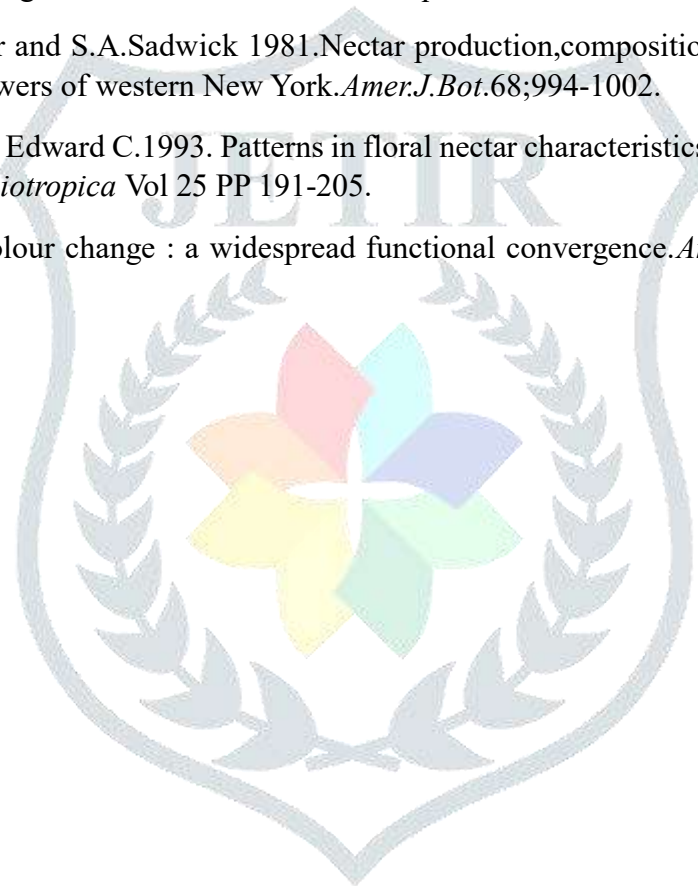 r and S.A.Sadwick 1981.Nectar production,compositio
wers of western New York.Amer.J.Bot.68;994-1002.
Edward C.1993. Patterns in floral nectar characteristics
iotropica Vol 25 PP 191-205.
JETIR
olour change : a widespread functional convergence.A